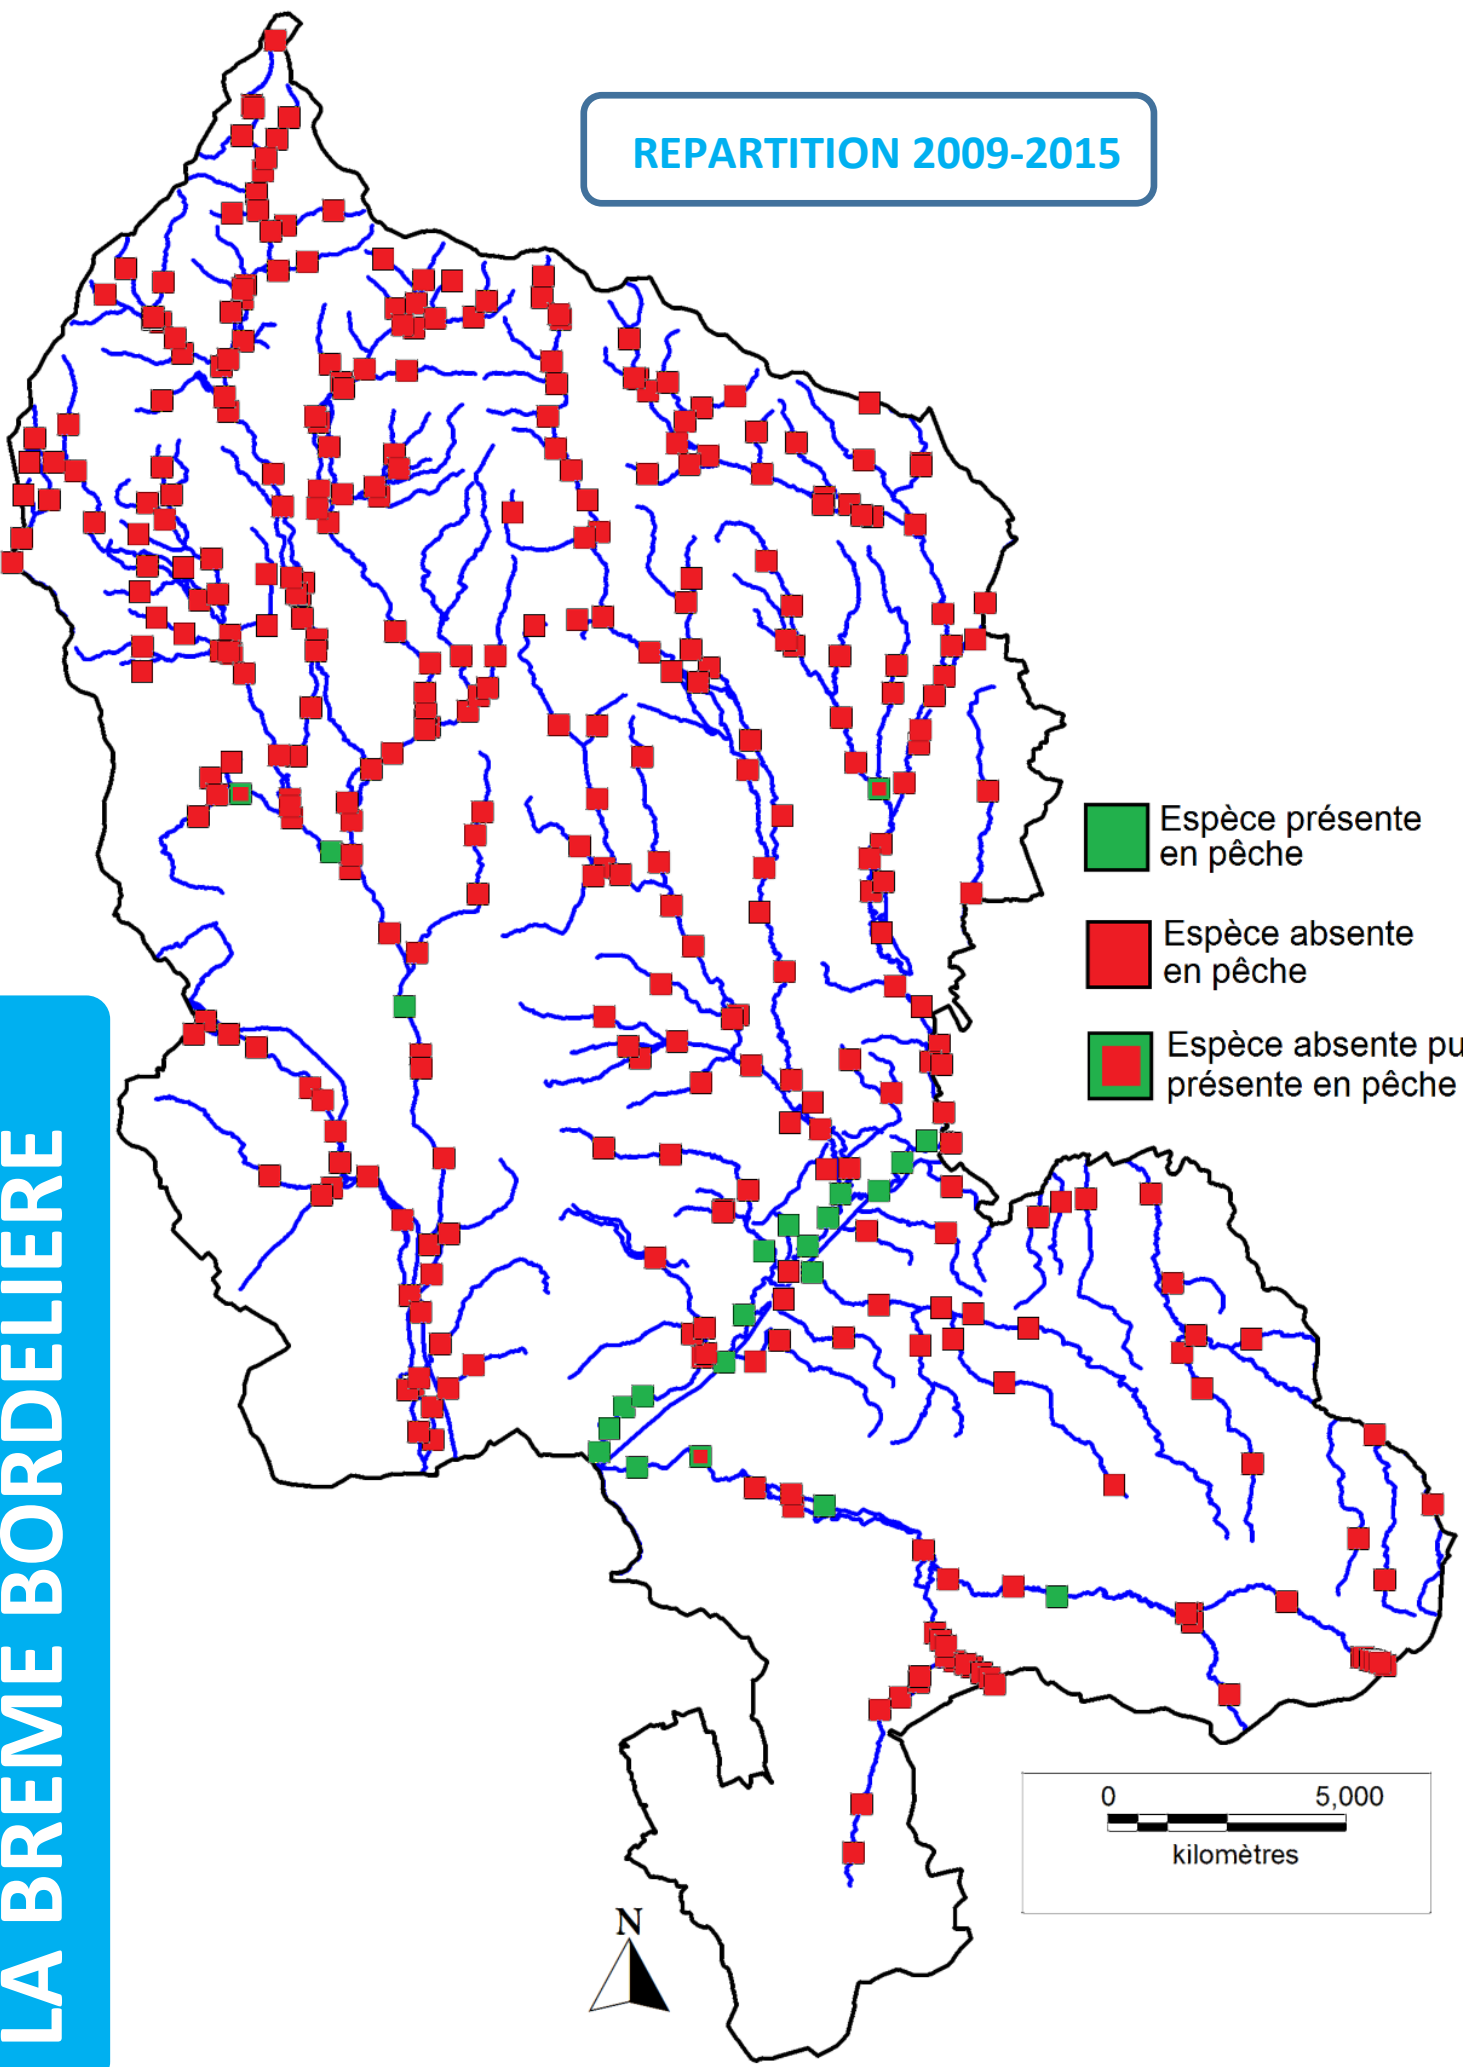 REPARTITION 2009-2015
Espèce présente
en pêche
Espèce absente
en pêche
Espèce absente pu
présente en pêche
LA BREME BORDELIERE
0 5,000
kilomètres
N